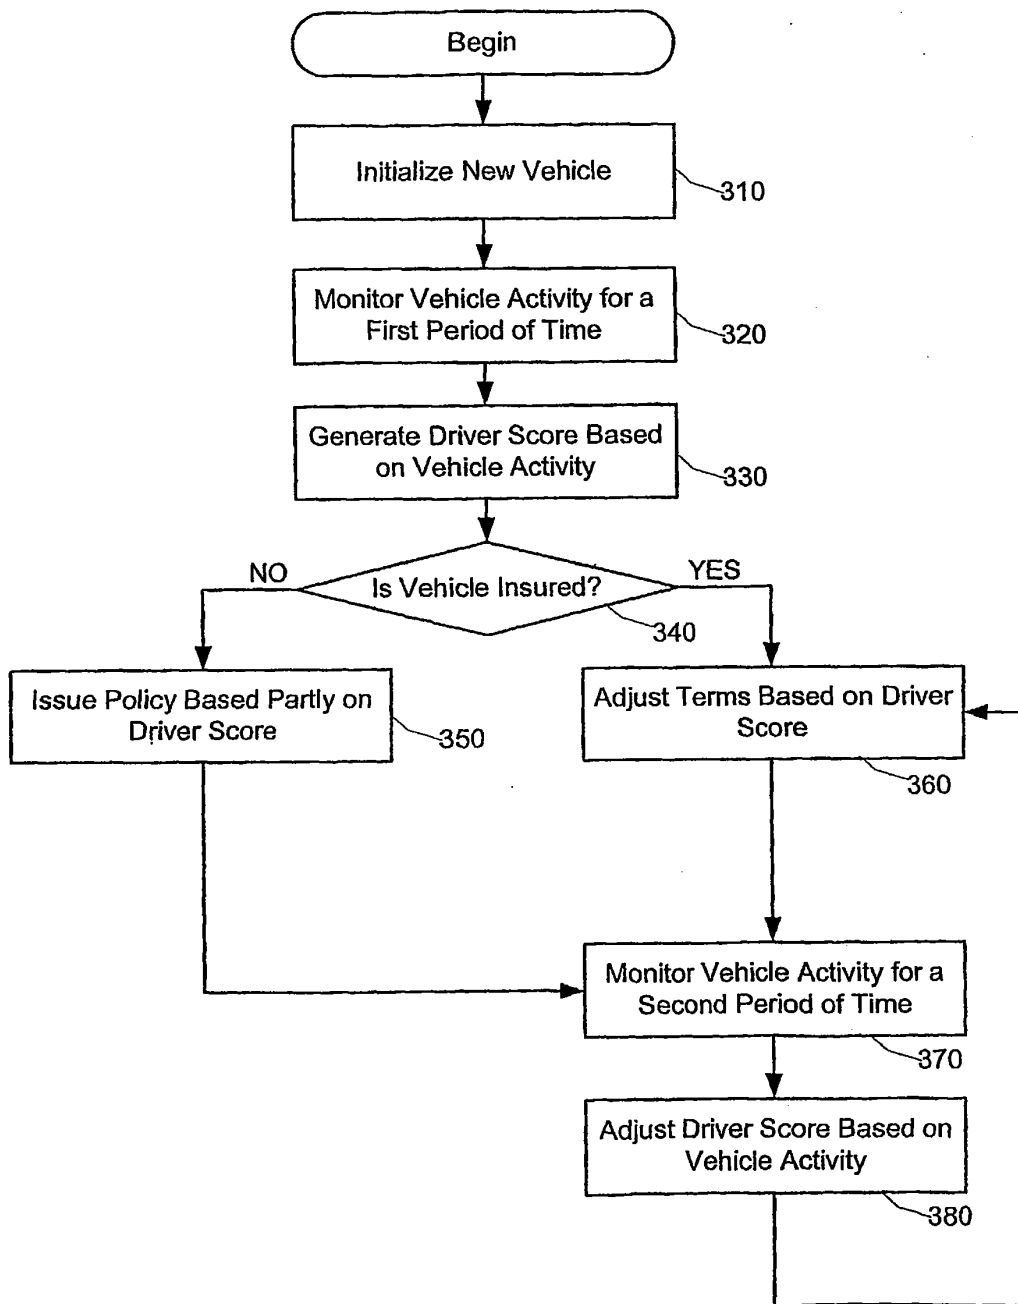 Begin
Initialize New Vehicle
310
Monitor Vehicle Activity for a
First Period of Time
320
Generate Driver Score Based
on Vehicle Activity
330
NO
Is Vehicle Insured?
YES
340
Issue Policy Based Partly on
Driver Score
350
Adjust Terms Based on Driver
Score
360
Monitor Vehicle Activity for a
Second Period of Time
370
Adjust Driver Score Based on
Vehicle Activity
380